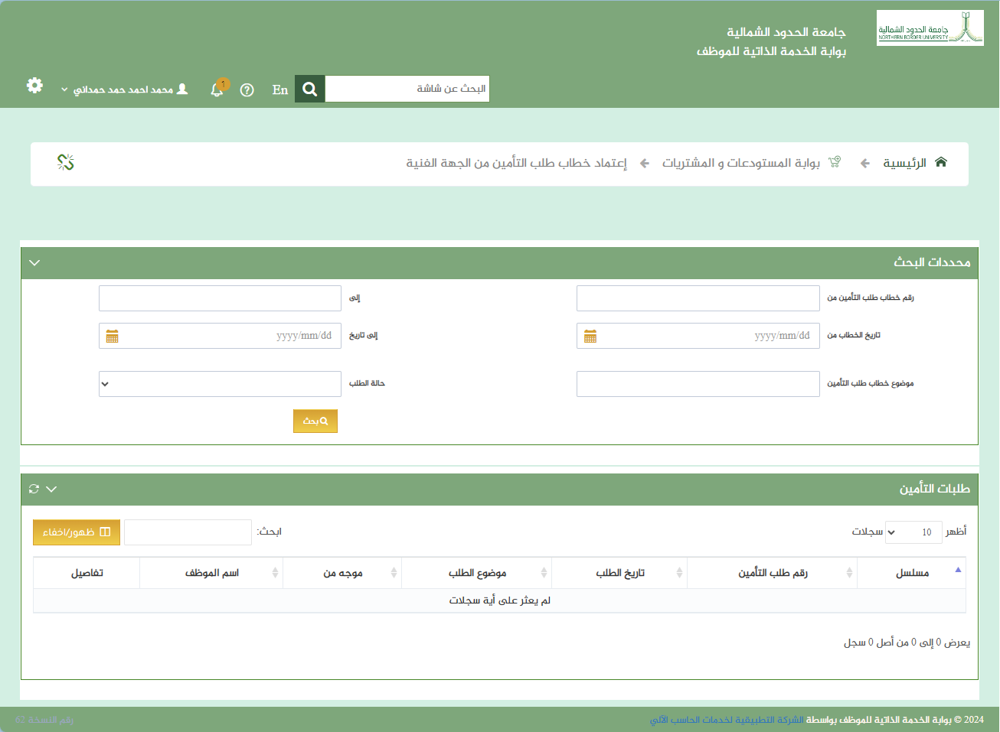 جامعة الحدود الشمالية
NORTHERN BORDER UNIVERSITY
جامعة الحدود الشمالية
بوابة الخدمة الذاتية للموظف
البحث عن شاشة
En
1
محمد احمد حمد حمداني
الرئيسية
بوابة المستودعات و المشتريات
إعتماد خطاب طلب التأمين من الجهة الفنية
محددات البحث
رقم خطاب طلب التأمين من
إلى
تاريخ الخطاب من yyyy/mm/dd
إلى تاريخ yyyy/mm/dd
موضوع خطاب طلب التأمين
حالة الطلب
بحث
طلبات التأمين
أظهر 10 سجلات
ابحث:
ظهور/اخفاء
مسلسل رقم طلب التأمين تاريخ الطلب موضوع الطلب موجه من اسم الموظف تفاصيل
لم يعثر على أية سجلات
يعرض 0 إلى 0 من أصل 0 سجل
2024 © بوابة الخدمة الذاتية للموظف بواسطة الشركة التطبيقية لخدمات الحاسب الآلي
رقم النسخة 62